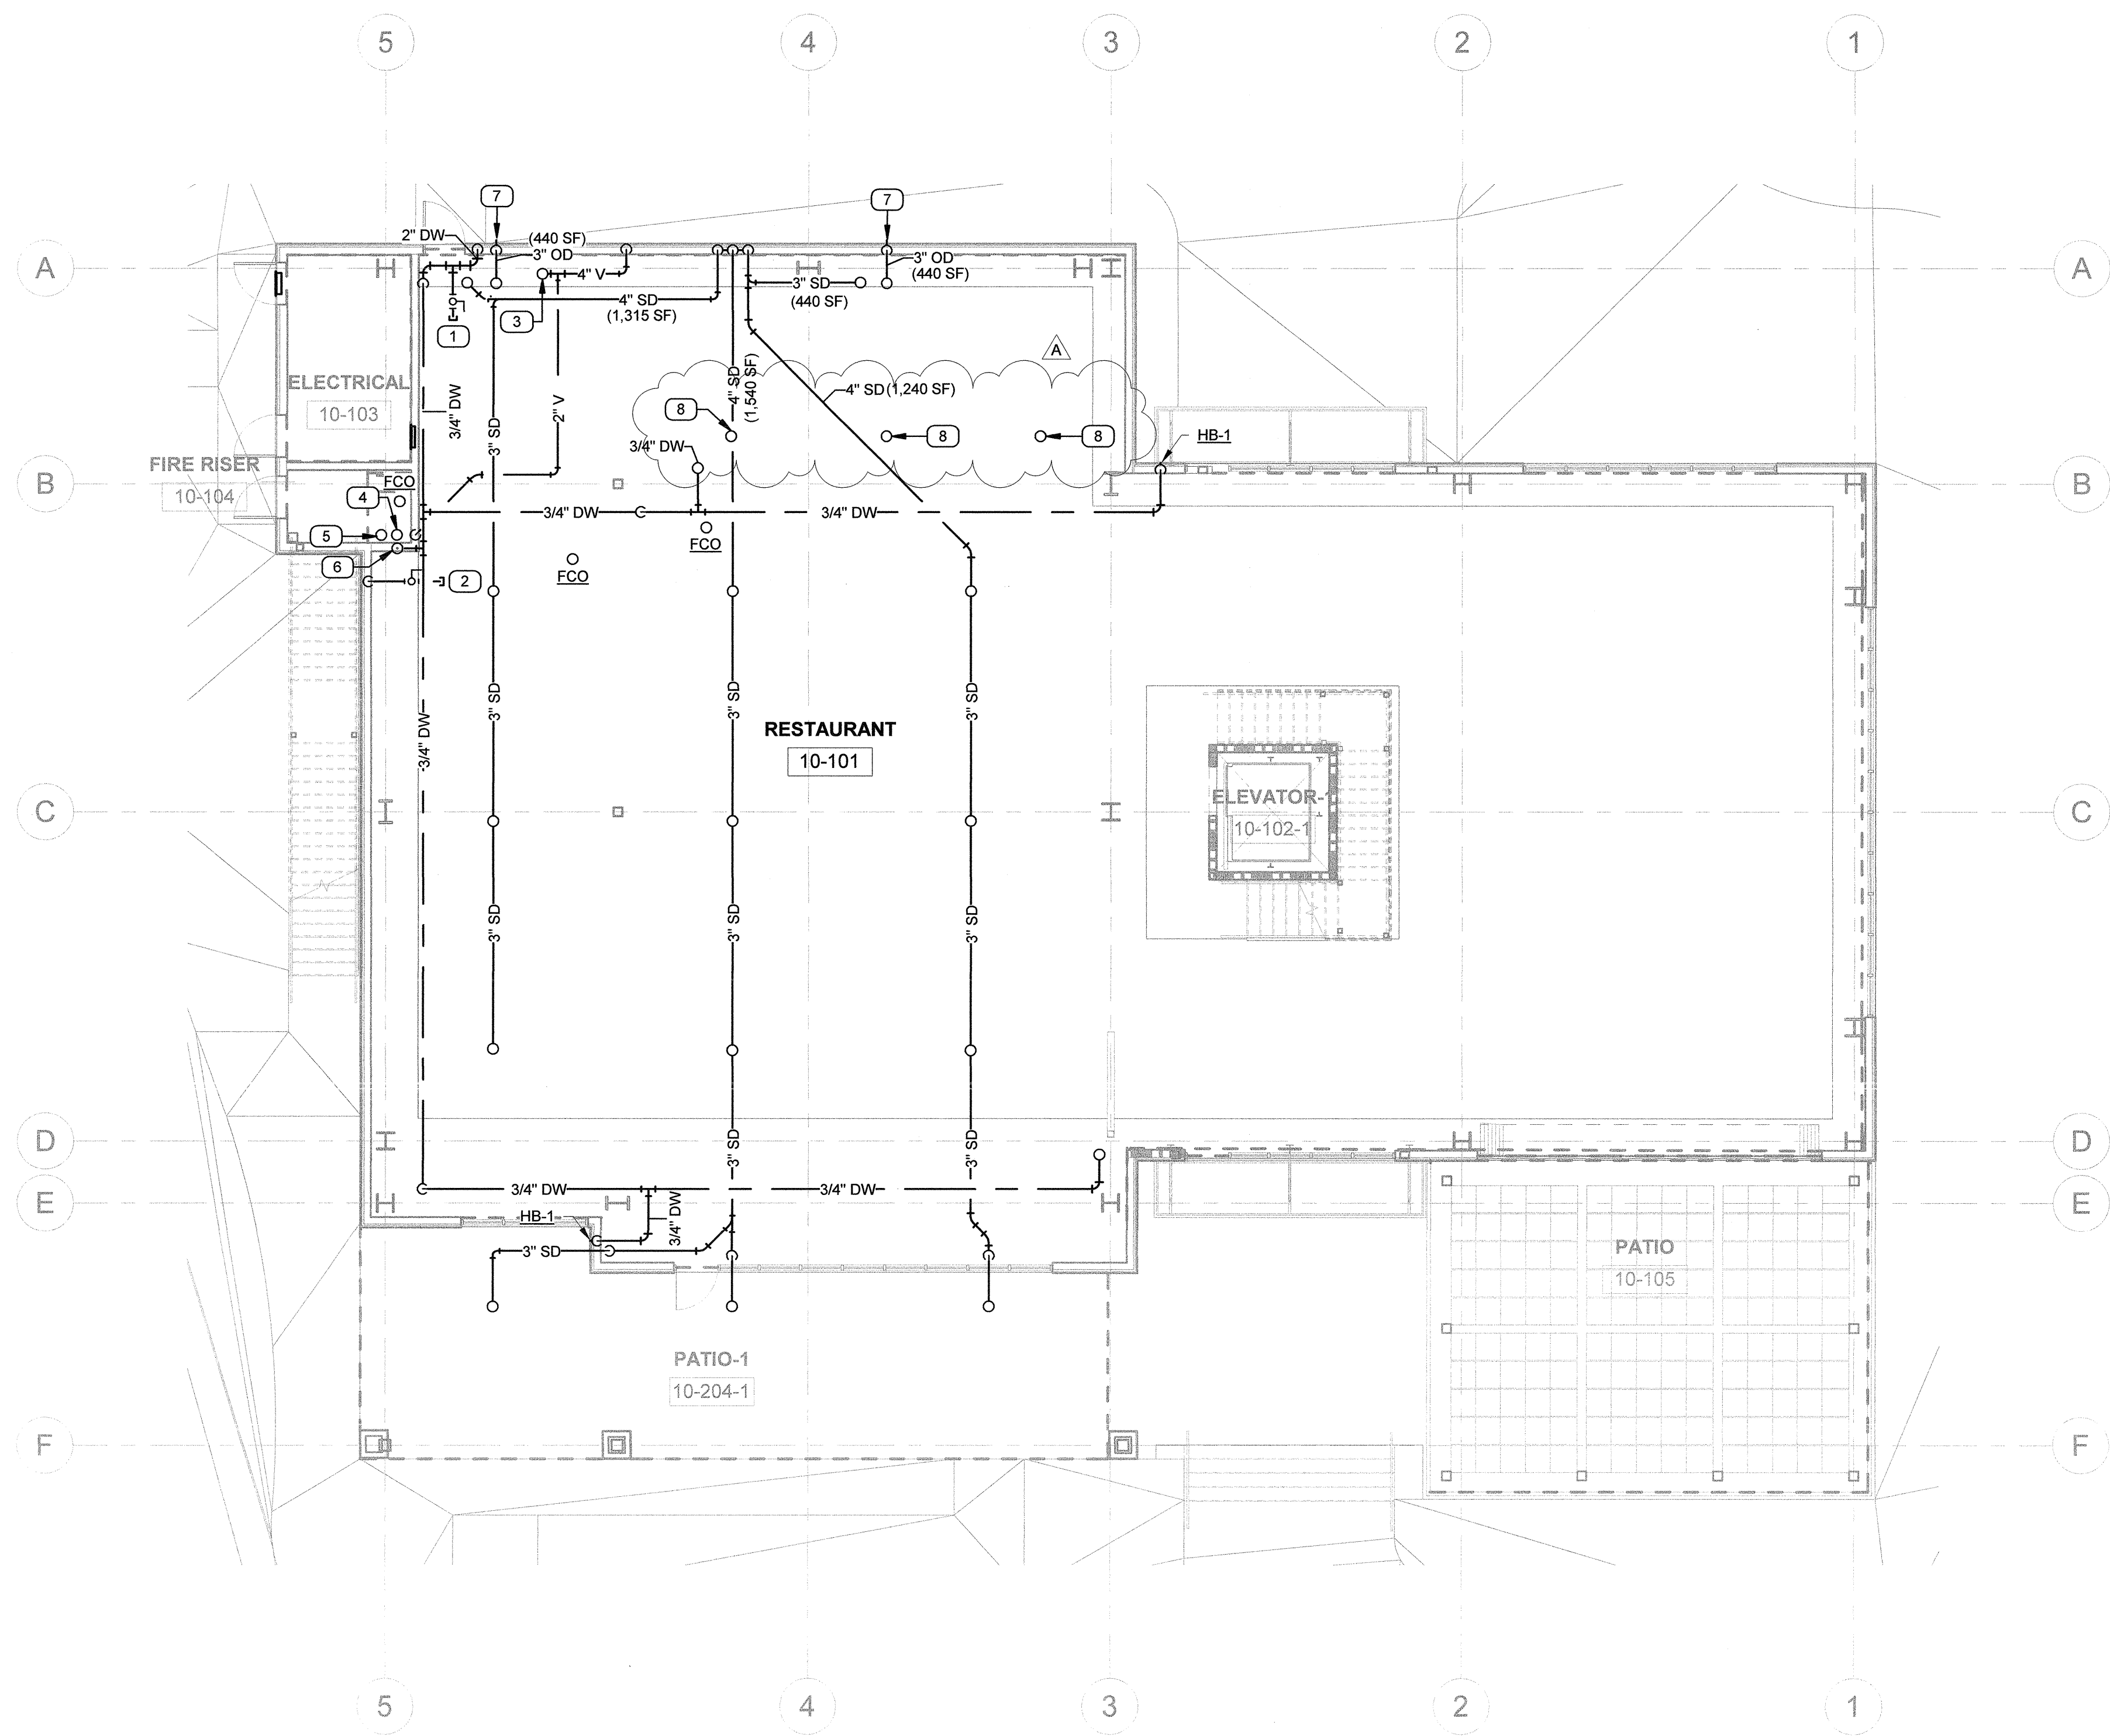 5 4 3 2 1
7 7
2" DW (440 SF)
3" OD 3" OD
A 4" V (440 SF) A
3" SD
4" SD (440 SF)
3 (1,315 SF)
1
A
ELECTRICAL 4" SD (1,540 SF) 4" SD (1,240 SF)
10-103 3/4" DW 2" V
8 8 8
3" SD 3/4" DW HB-1
FIRE RISER
10-104 FCO
B B
4
3/4" DW 3/4" DW
5
FCO
6
FCO
2
3" SD 3" SD 3" SD
3/4" DW
RESTAURANT
10-101
ELEVATOR-1
C C
10-102-1
3" SD 3" SD 3" SD
D D
3" SD 3" SD
3/4" DW 3/4" DW
E E
HB-1 3/4" DW
3" SD
PATIO
10-105
PATIO-1
10-204-1
F F
5 4 3 2 1